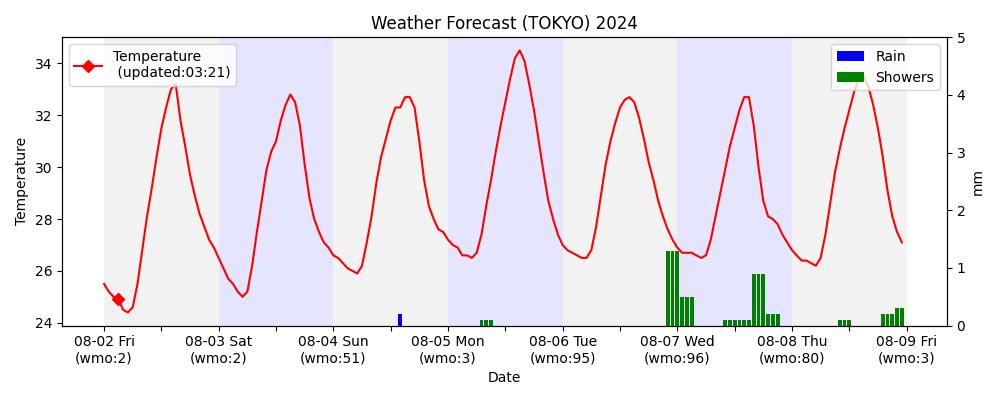 Weather Forecast (TOKYO) 2024
Temperature
(updated:03:21)
Rain
Showers
34
32
30
28
26
24
Temperature
5
4
3
2
1
0
mm
08-02 Fri
(wmo:2)
08-03 Sat
(wmo:2)
08-04 Sun
(wmo:51)
08-05 Mon
(wmo:3)
08-06 Tue
(wmo:95)
08-07 Wed
(wmo:96)
08-08 Thu
(wmo:80)
08-09 Fri
(wmo:3)
Date